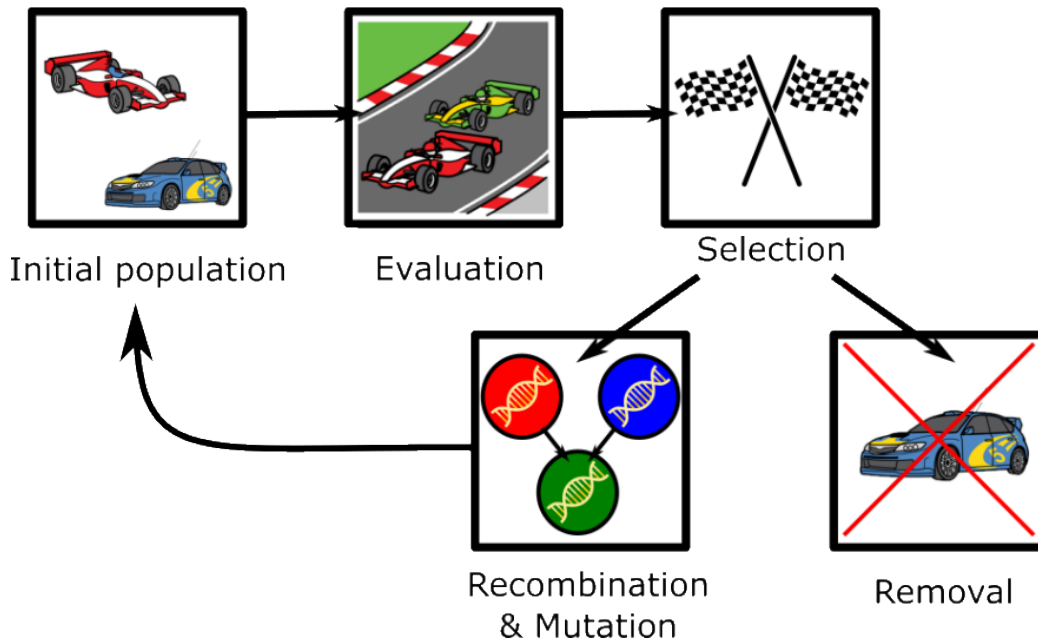 Initial population
Evaluation
Selection
Recombination
& Mutation
Removal